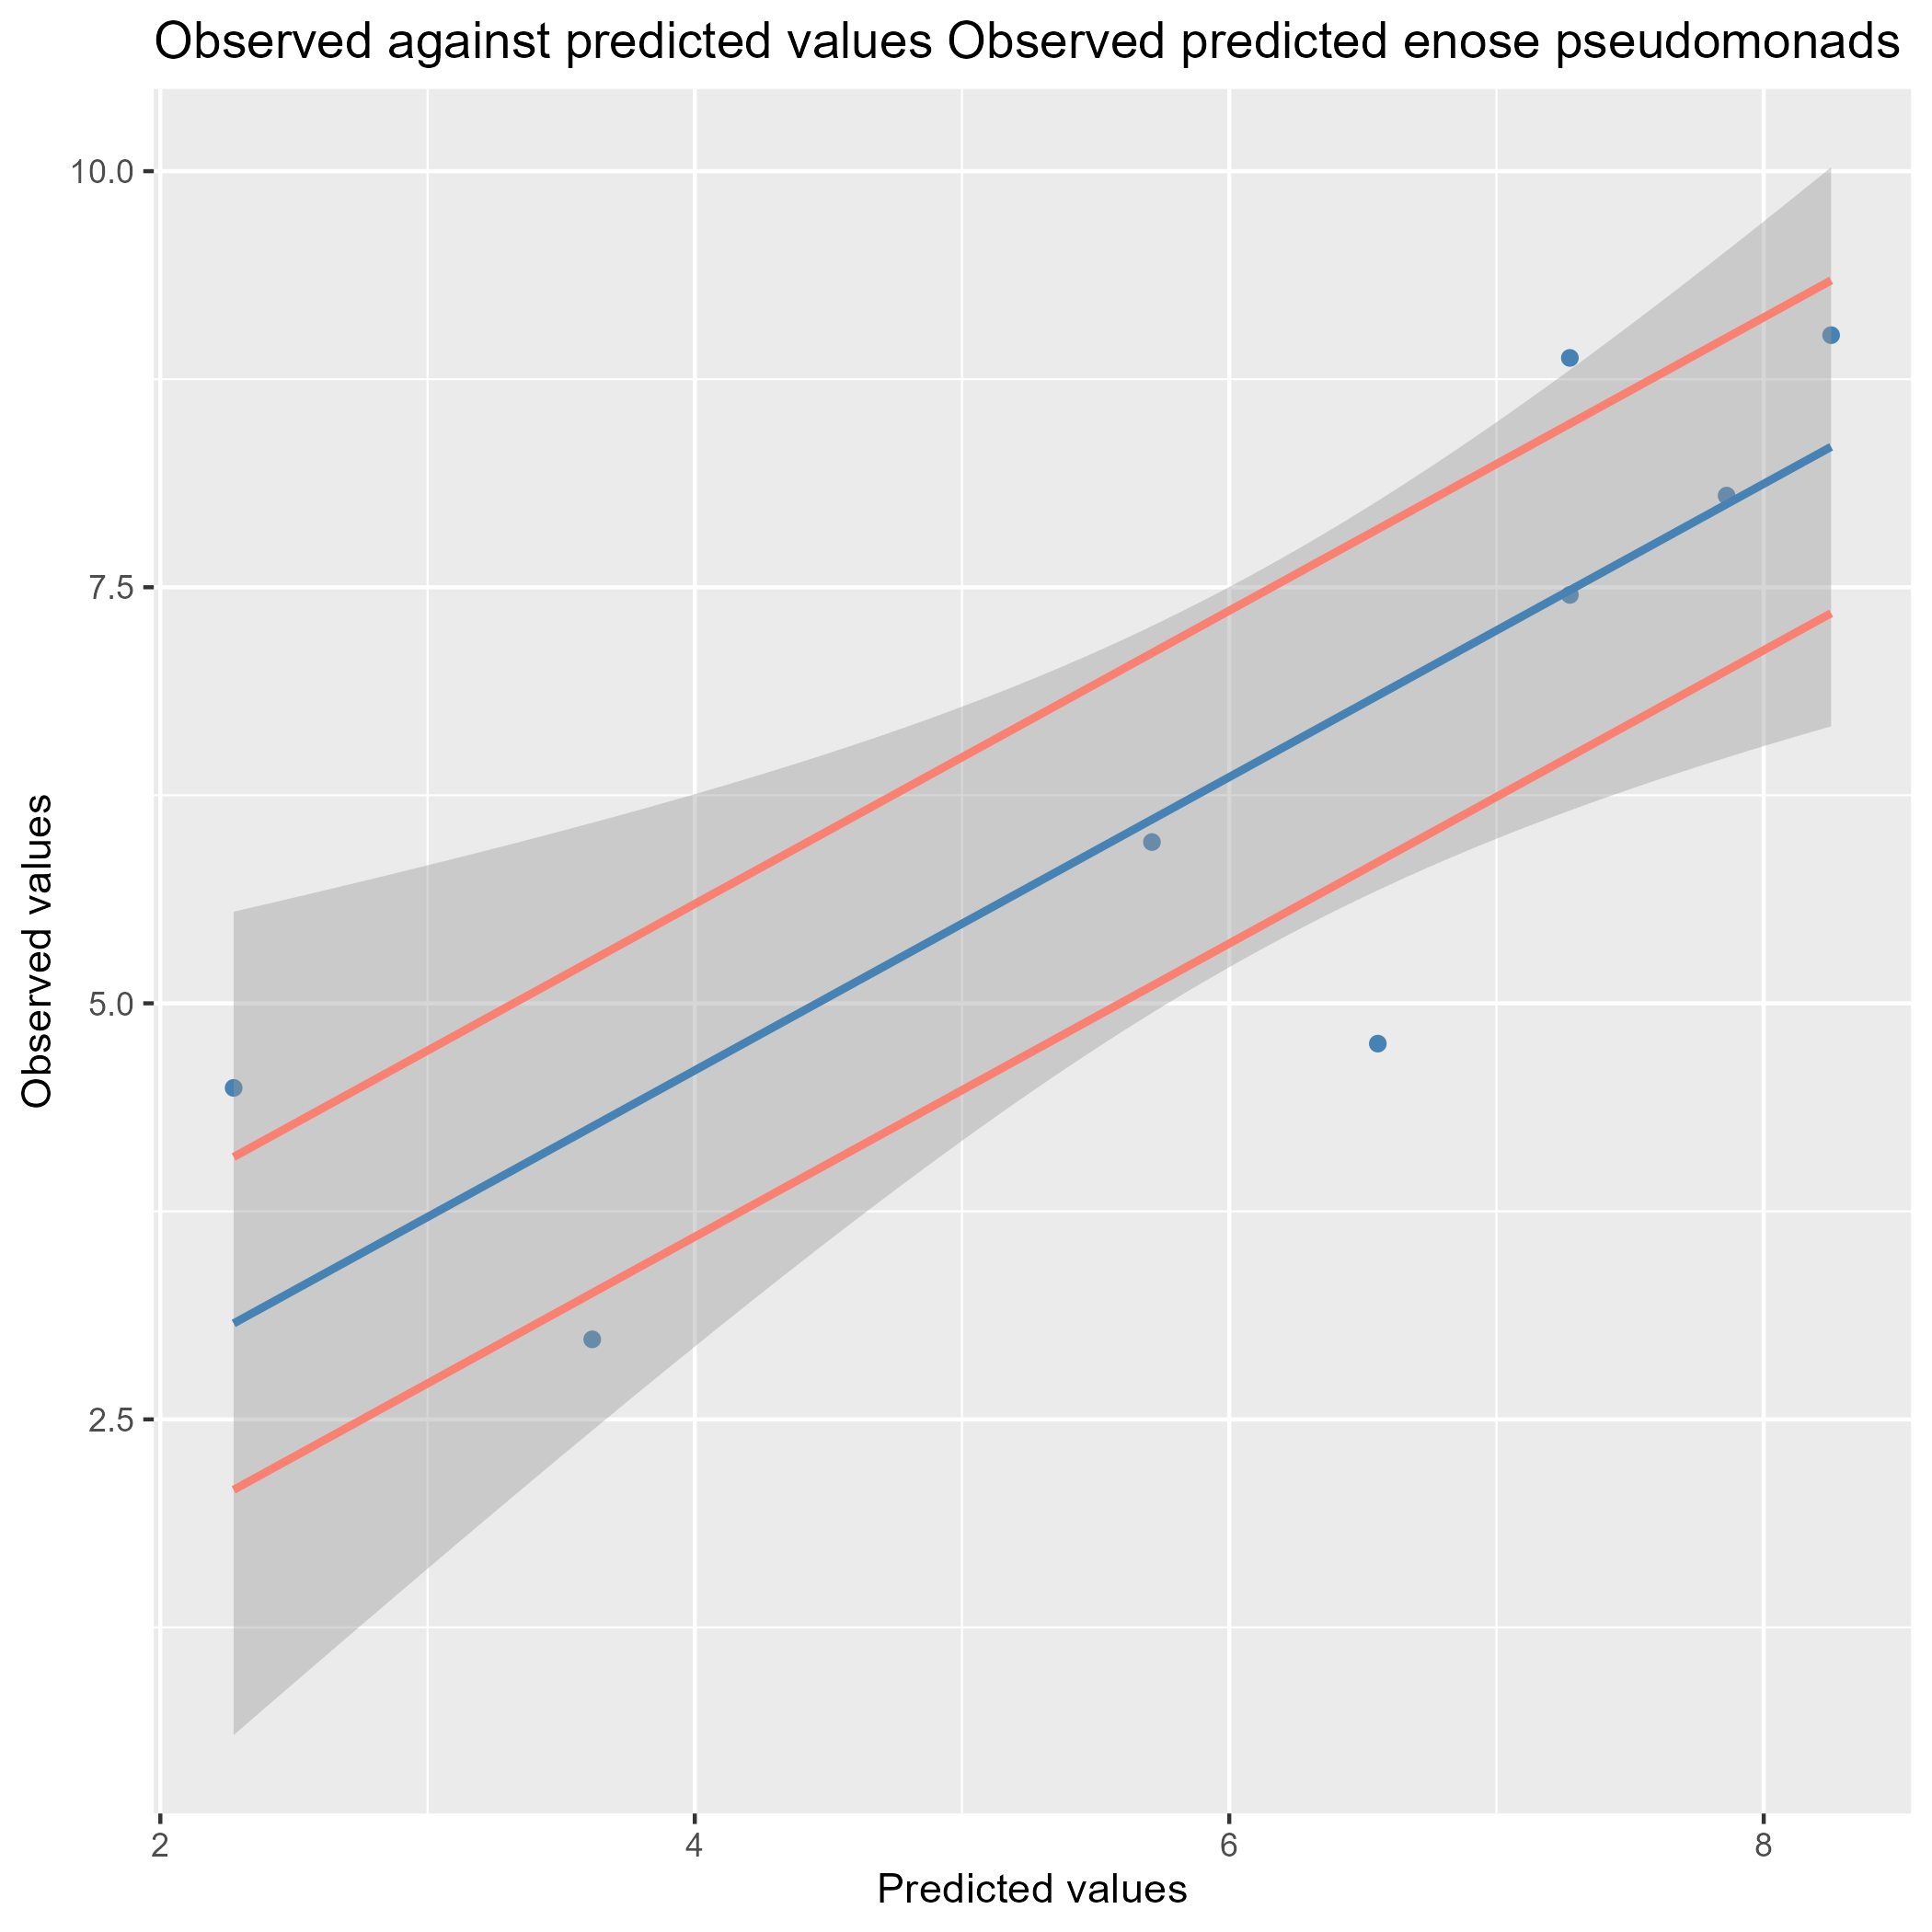 Observed against predicted values Observed predicted enose pseudomonads
10.0
7.5
5.0
2.5
Observed values
2 4 6 8
Predicted values